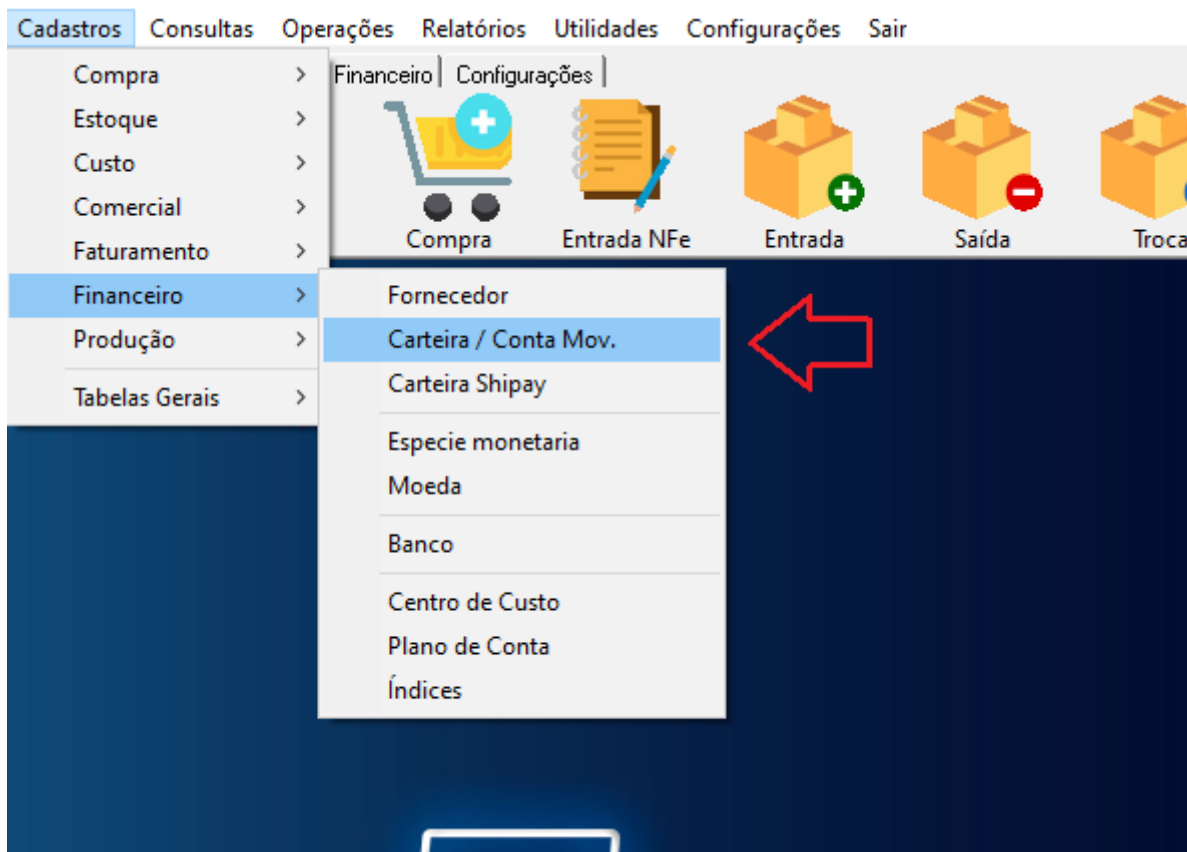 Cadastros Consultas Operações Relatórios Utilidades Configurações Sair
Financeiro Configurações
Compra Entrada NFe Entrada Saída Troca
Compra
Estoque
Custo
Comercial
Faturamento
Financeiro
Produção
Tabelas Gerais
Fornecedor
Carteira / Conta Mov.
Carteira Shipay
Especie monetaria
Moeda
Banco
Centro de Custo
Plano de Conta
Índices